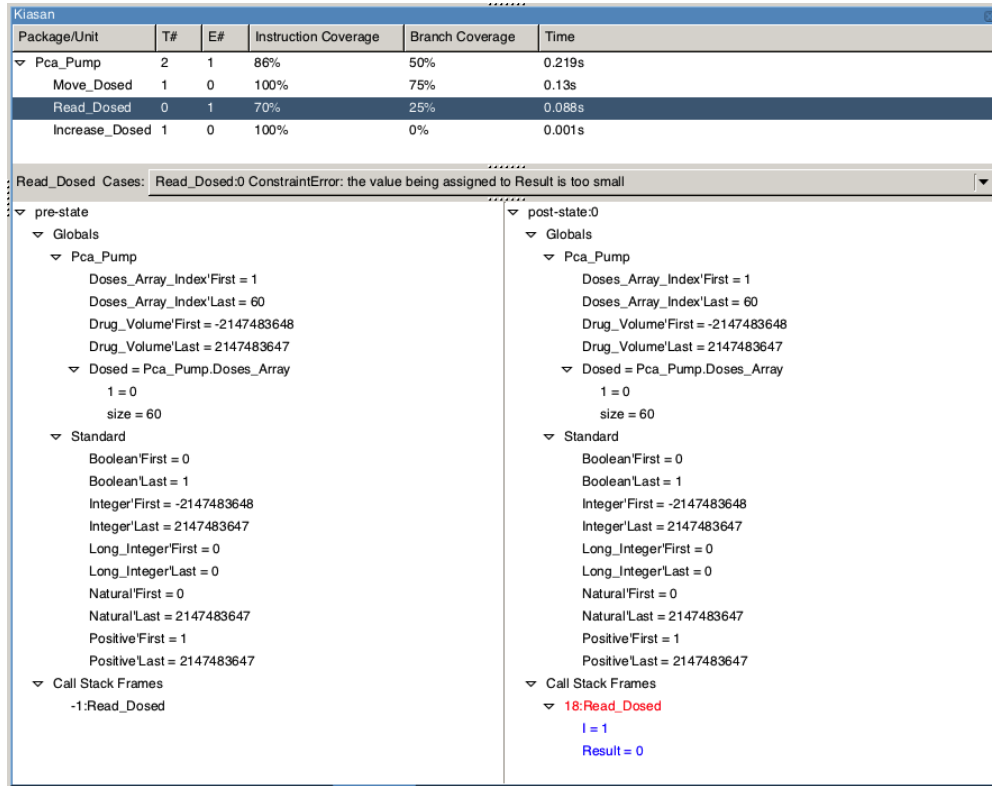 Kiasan
Package/Unit T# E# Instruction Coverage Branch Coverage Time
Pca_Pump 2 1 86% 50% 0.219s
Move_Dosed 1 0 100% 75% 0.13s
Read_Dosed 0 1 70% 25% 0.088s
Increase_Dosed 1 0 100% 0% 0.001s
Read_Dosed Cases: Read_Dosed:0 ConstraintError: the value being assigned to Result is too small
pre-state
Globals
Pca_Pump
Doses_Array_Index'First = 1
Doses_Array_Index'Last = 60
Drug_Volume'First = -2147483648
Drug_Volume'Last = 2147483647
Dosed = Pca_Pump.Doses_Array
1 = 0
size = 60
Standard
Boolean'First = 0
Boolean'Last = 1
Integer'First = -2147483648
Integer'Last = 2147483647
Long_Integer'First = 0
Long_Integer'Last = 0
Natural'First = 0
Natural'Last = 2147483647
Positive'First = 1
Positive'Last = 2147483647
Call Stack Frames
-1:Read_Dosed
post-state:0
Globals
Pca_Pump
Doses_Array_Index'First = 1
Doses_Array_Index'Last = 60
Drug_Volume'First = -2147483648
Drug_Volume'Last = 2147483647
Dosed = Pca_Pump.Doses_Array
1 = 0
size = 60
Standard
Boolean'First = 0
Boolean'Last = 1
Integer'First = -2147483648
Integer'Last = 2147483647
Long_Integer'First = 0
Long_Integer'Last = 0
Natural'First = 0
Natural'Last = 2147483647
Positive'First = 1
Positive'Last = 2147483647
Call Stack Frames
18:Read_Dosed
I = 1
Result = 0